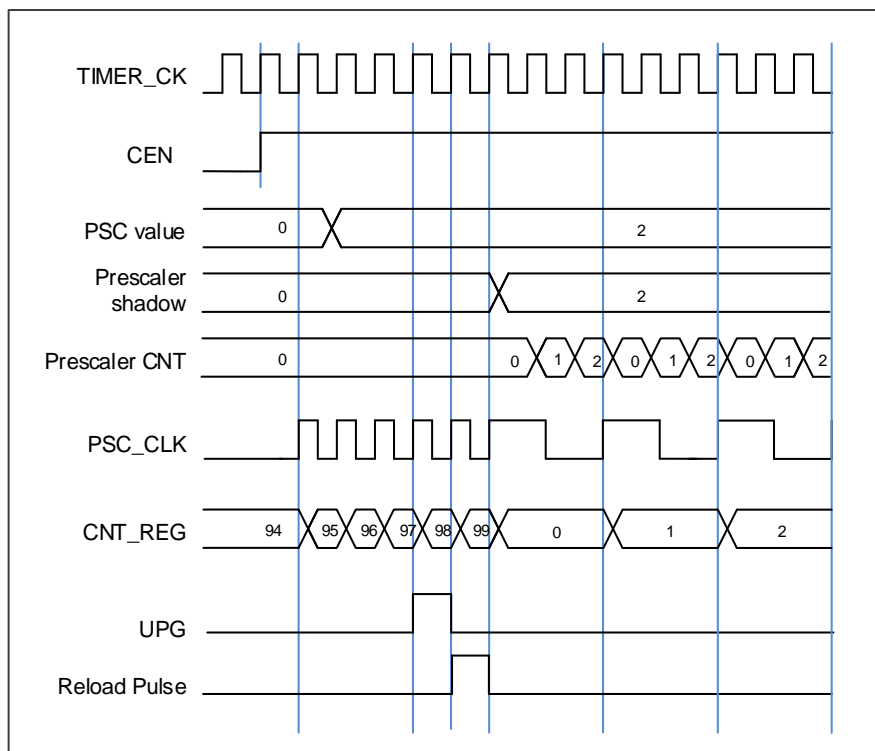 TIMER_CK
CEN
PSC value
0
2
Prescaler
shadow
0
2
Prescaler CNT
0
0 1 2 0 1 2 0 1 2
PSC_CLK
CNT_REG
94 95 96 97 98 99 0 1 2
UPG
Reload Pulse